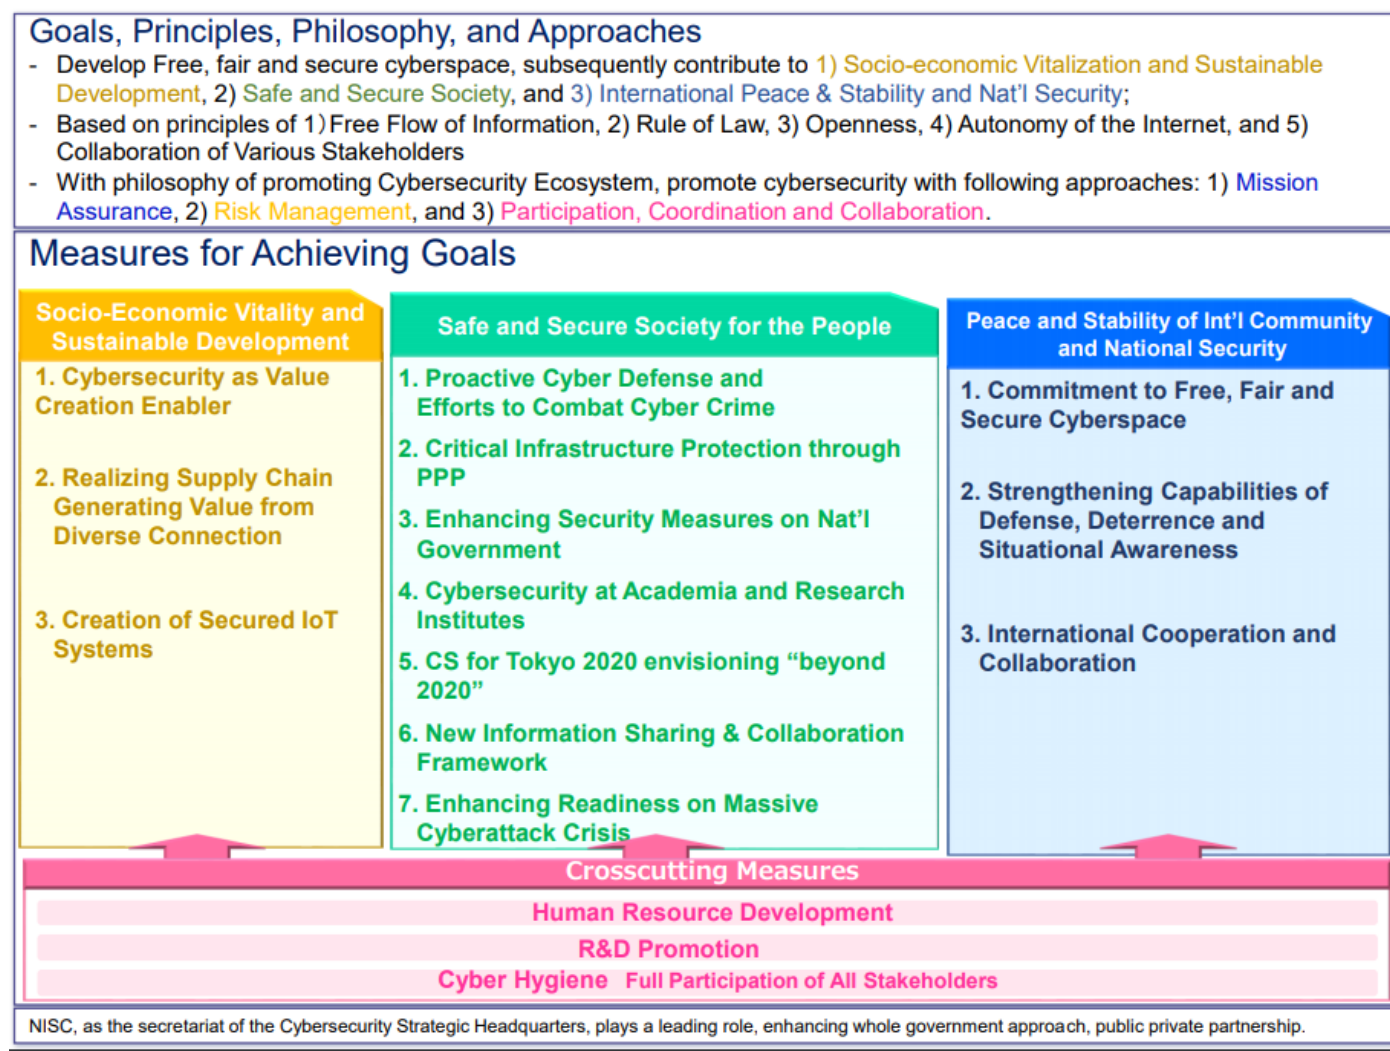 Goals, Principles, Philosophy, and Approaches
- Develop Free, fair and secure cyberspace, subsequently contribute to 1) Socio-economic Vitalization and Sustainable
Development, 2) Safe and Secure Society, and 3) International Peace & Stability and Nat'l Security;
- Based on principles of 1)Free Flow of Information, 2) Rule of Law, 3) Openness, 4) Autonomy of the Internet, and 5)
Collaboration of Various Stakeholders
- With philosophy of promoting Cybersecurity Ecosystem, promote cybersecurity with following approaches: 1) Mission
Assurance, 2) Risk Management, and 3) Participation, Coordination and Collaboration.
Measures for Achieving Goals
Socio-Economic Vitality and
Sustainable Development
1. Cybersecurity as Value
Creation Enabler
2. Realizing Supply Chain
Generating Value from
Diverse Connection
3. Creation of Secured IoT
Systems
Safe and Secure Society for the People
1. Proactive Cyber Defense and
Efforts to Combat Cyber Crime
2. Critical Infrastructure Protection through
PPP
3. Enhancing Security Measures on Nat'l
Government
4. Cybersecurity at Academia and Research
Institutes
5. CS for Tokyo 2020 envisioning “beyond
2020”
6. New Information Sharing & Collaboration
Framework
7. Enhancing Readiness on Massive
Cyberattack Crisis
Peace and Stability of Int'l Community
and National Security
1. Commitment to Free, Fair and
Secure Cyberspace
2. Strengthening Capabilities of
Defense, Deterrence and
Situational Awareness
3. International Cooperation and
Collaboration
Crosscutting Measures
Human Resource Development
R&D Promotion
Cyber Hygiene Full Participation of All Stakeholders
NISC, as the secretariat of the Cybersecurity Strategic Headquarters, plays a leading role, enhancing whole government approach, public private partnership.